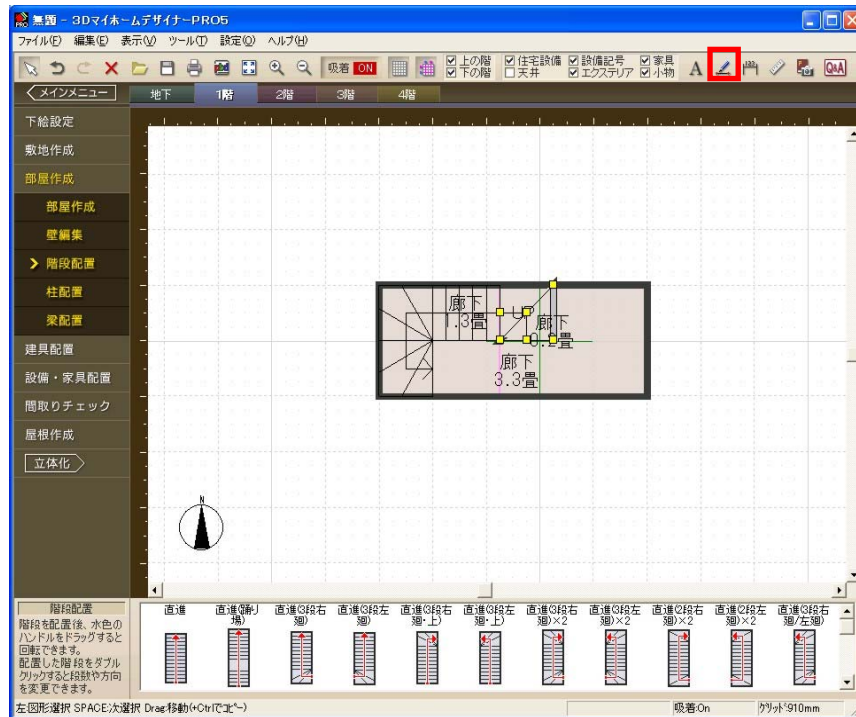 無題 - 3DマイホームデザイナーPRO5
ファイル(F) 編集(E) 表示(V) ツール(T) 設定(O) ヘルプ(H)
吸着 ON 上の階 住宅設備 設備記号 家具 A Q&A
下の階 天井 エクステリア 小物
メインメニュー 地下 1階 2階 3階 4階
下絵設定
敷地作成
部屋作成
部屋作成
壁編集
階段配置
柱配置
梁配置
建具配置
設備・家具配置
間取りチェック
屋根作成
立体化
廊下
1.3畳
UP
廊下
0.2畳
廊下
3.3畳
N
階段配置
階段を配置後、水色の
ハンドルをドラッグすると
回転できます。
配置した階段をダブル
クリックすると段数や方向
を変更できます。
直進
直進(踊り
場)
直進(3段右
廻)
直進(3段左
廻)
直進(3段右
廻・上)
直進(3段左
廻・上)
直進(3段右
廻)×2
直進(3段左
廻)×2
直進(2段右
廻)×2
直進(2段左
廻)×2
直進(3段右
廻/左廻)
左:図形選択 SPACE:次選択 Drag:移動(+Ctrlでコピー) 吸着:On グリッド:910mm